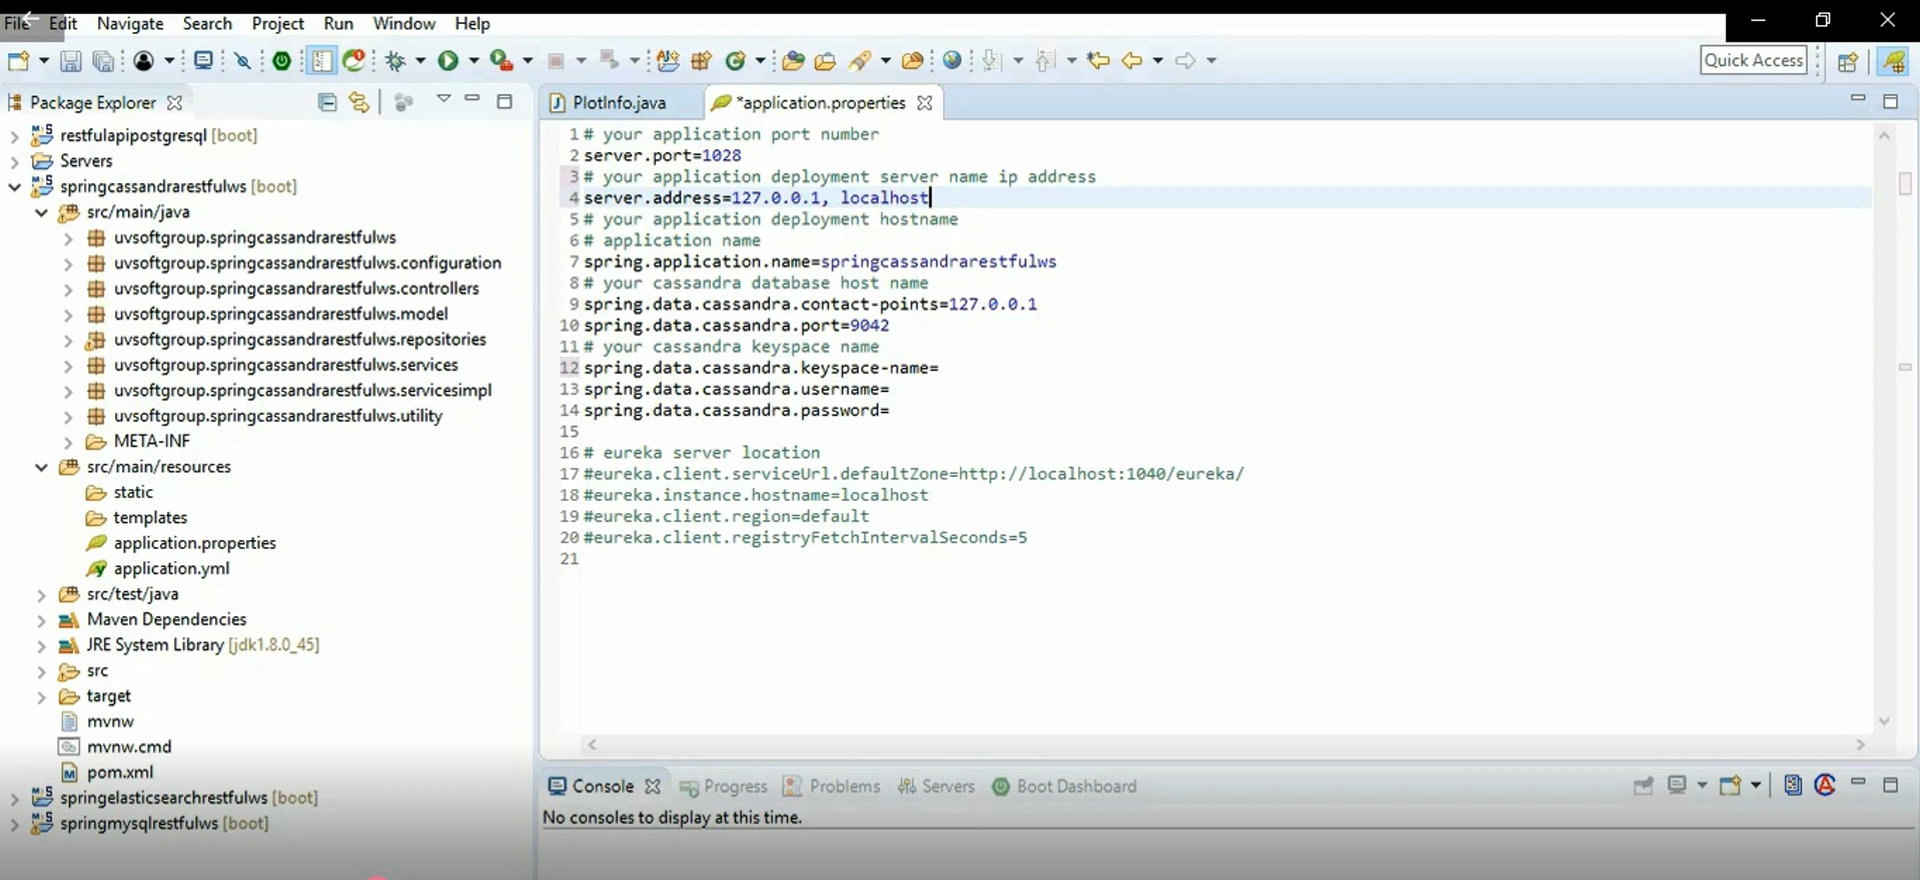 File Edit Navigate Search Project Run Window Help
Quick Access
Package Explorer
restfulapipostgresql [boot]
Servers
springcassandrarestfulws [boot]
src/main/java
uvsoftgroup.springcassandrarestfulws
uvsoftgroup.springcassandrarestfulws.configuration
uvsoftgroup.springcassandrarestfulws.controllers
uvsoftgroup.springcassandrarestfulws.model
uvsoftgroup.springcassandrarestfulws.repositories
uvsoftgroup.springcassandrarestfulws.services
uvsoftgroup.springcassandrarestfulws.servicesimpl
uvsoftgroup.springcassandrarestfulws.utility
META-INF
src/main/resources
static
templates
application.properties
application.yml
src/test/java
Maven Dependencies
JRE System Library [jdk1.8.0_45]
src
target
mvnw
mvnw.cmd
pom.xml
springelasticsearchrestfulws [boot]
springmysqlrestfulws [boot]
PlotInfo.java *application.properties
1 # your application port number
2 server.port=1028
3 # your application deployment server name ip address
4 server.address=127.0.0.1, localhost
5 # your application deployment hostname
6 # application name
7 spring.application.name=springcassandrarestfulws
8 # your cassandra database host name
9 spring.data.cassandra.contact-points=127.0.0.1
10 spring.data.cassandra.port=9042
11 # your cassandra keyspace name
12 spring.data.cassandra.keyspace-name=
13 spring.data.cassandra.username=
14 spring.data.cassandra.password=
15
16 # eureka server location
17 #eureka.client.serviceUrl.defaultZone=http://localhost:1040/eureka/
18 #eureka.instance.hostname=localhost
19 #eureka.client.region=default
20 #eureka.client.registryFetchIntervalSeconds=5
21
Console Progress Problems Servers Boot Dashboard
No consoles to display at this time.